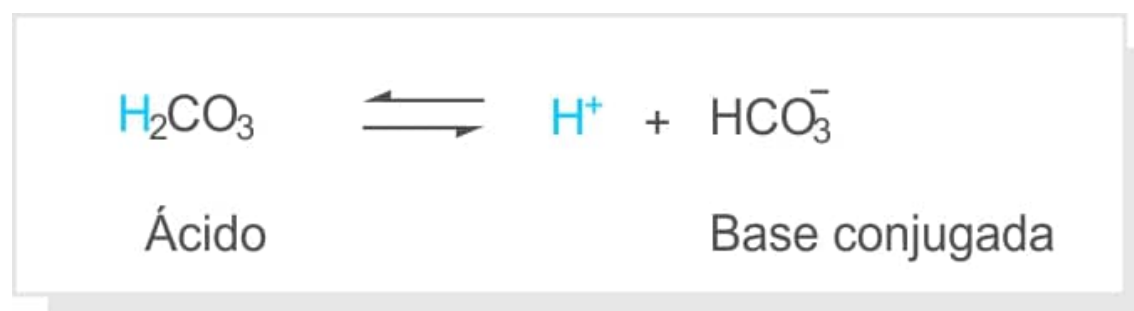 H₂CO₃ ⇌ H⁺ + HCO₃⁻
Ácido Base conjugada